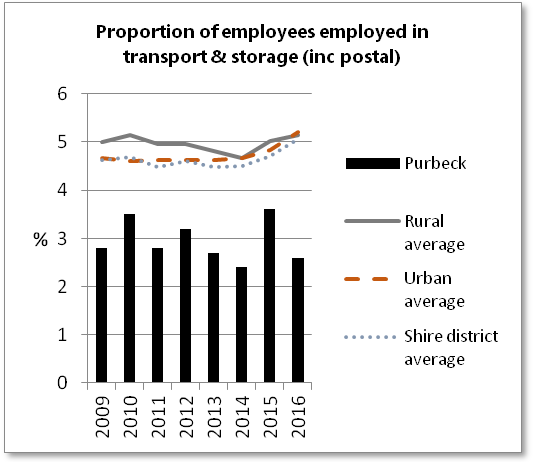 Proportion of employees employed in
transport & storage (inc postal)
6
5
4
3
2
1
0
%
2009
2010
2011
2012
2013
2014
2015
2016
Purbeck
Rural
average
Urban
average
Shire district
average